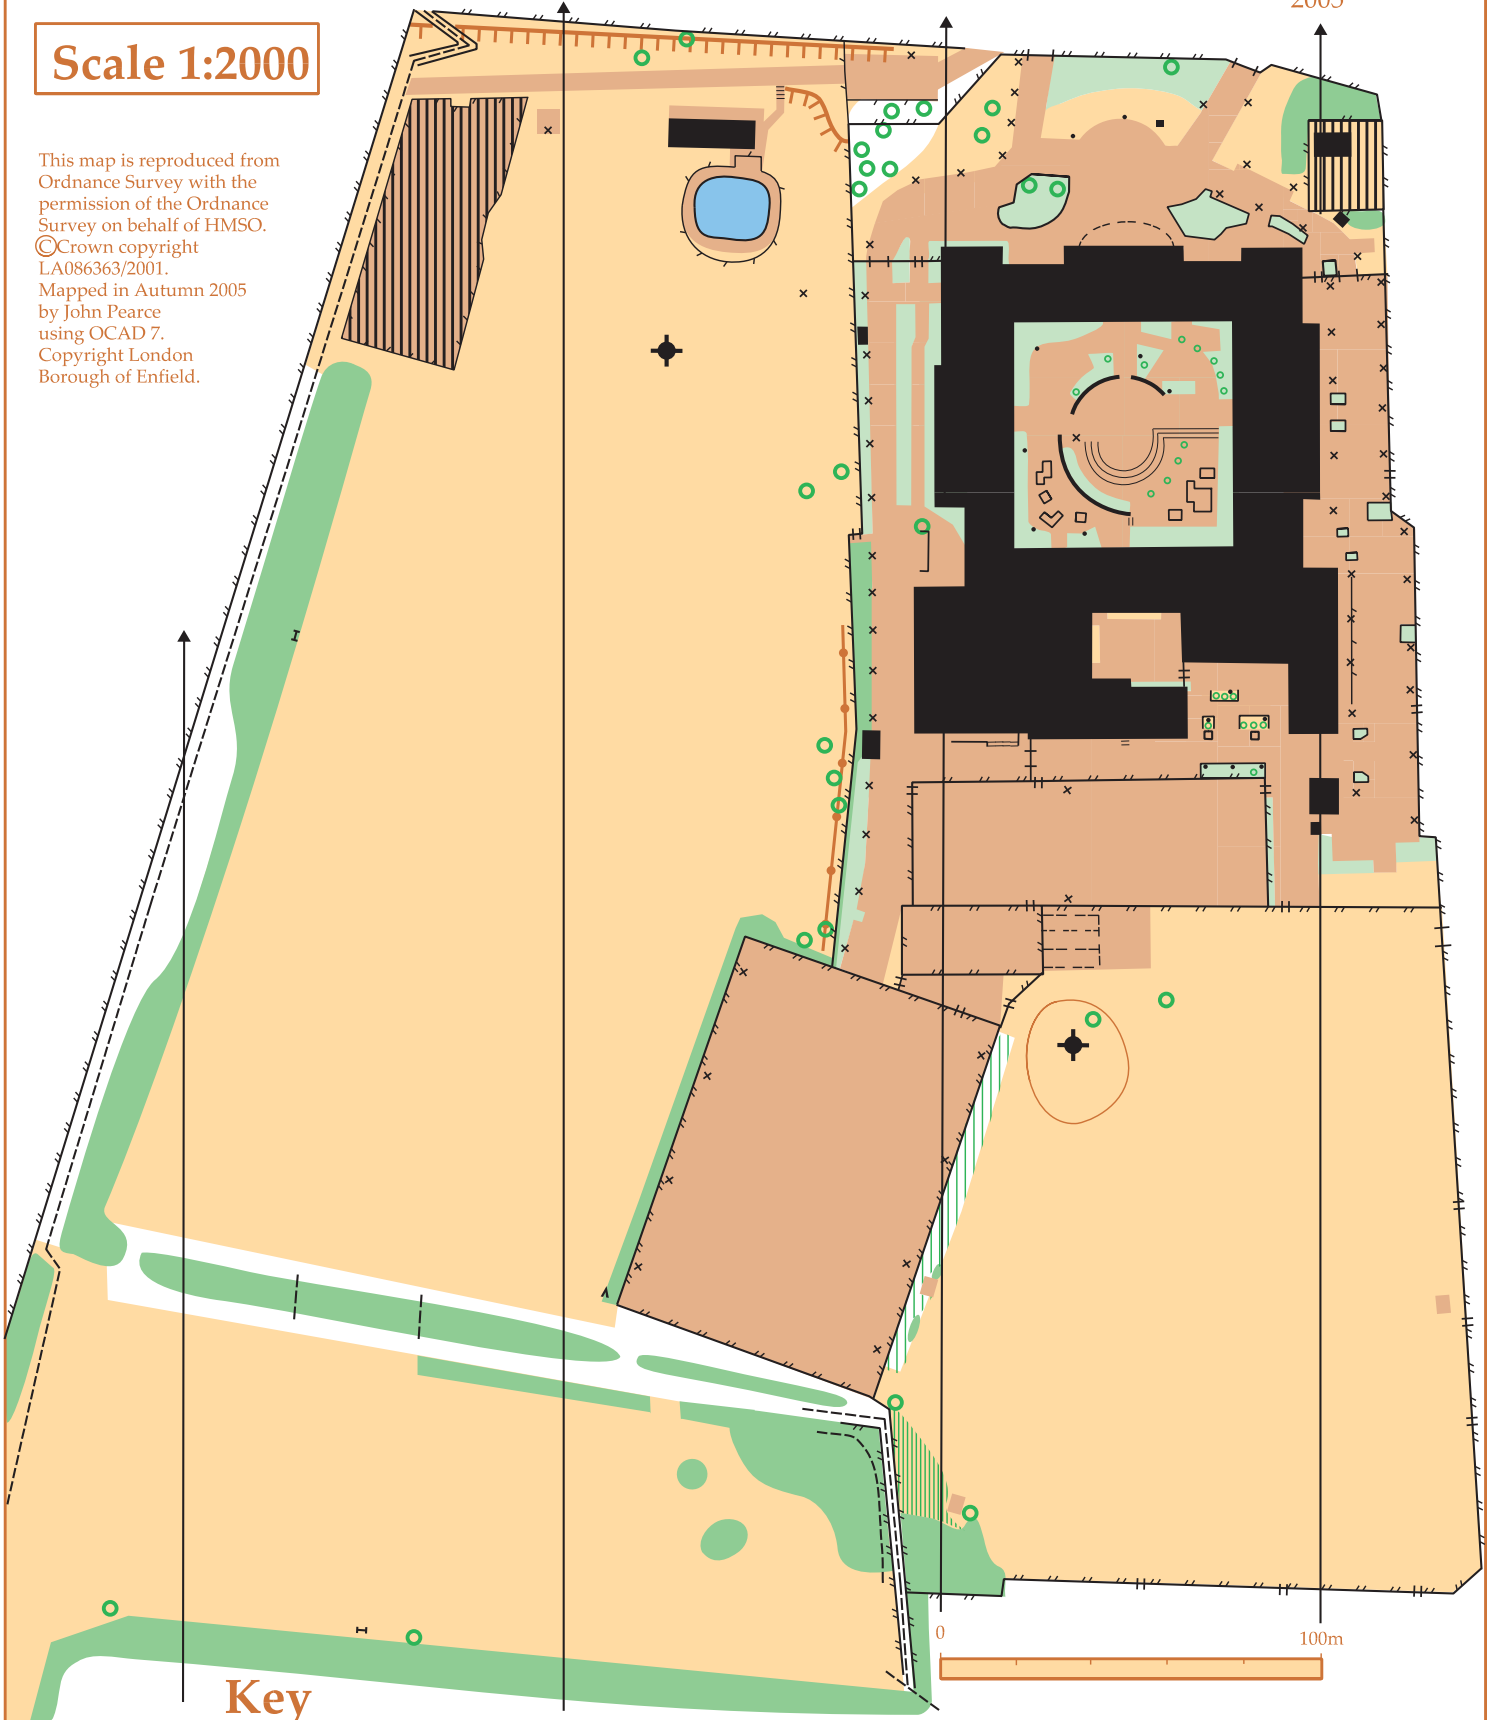 2005
Scale 1:2000
This map is reproduced from
Ordnance Survey with the
permission of the Ordnance
Survey on behalf of HMSO.
©Crown copyright
LA086363/2001.
Mapped in Autumn 2005
by John Pearce
using OCAD 7.
Copyright London
Borough of Enfield.
0 100m
Key